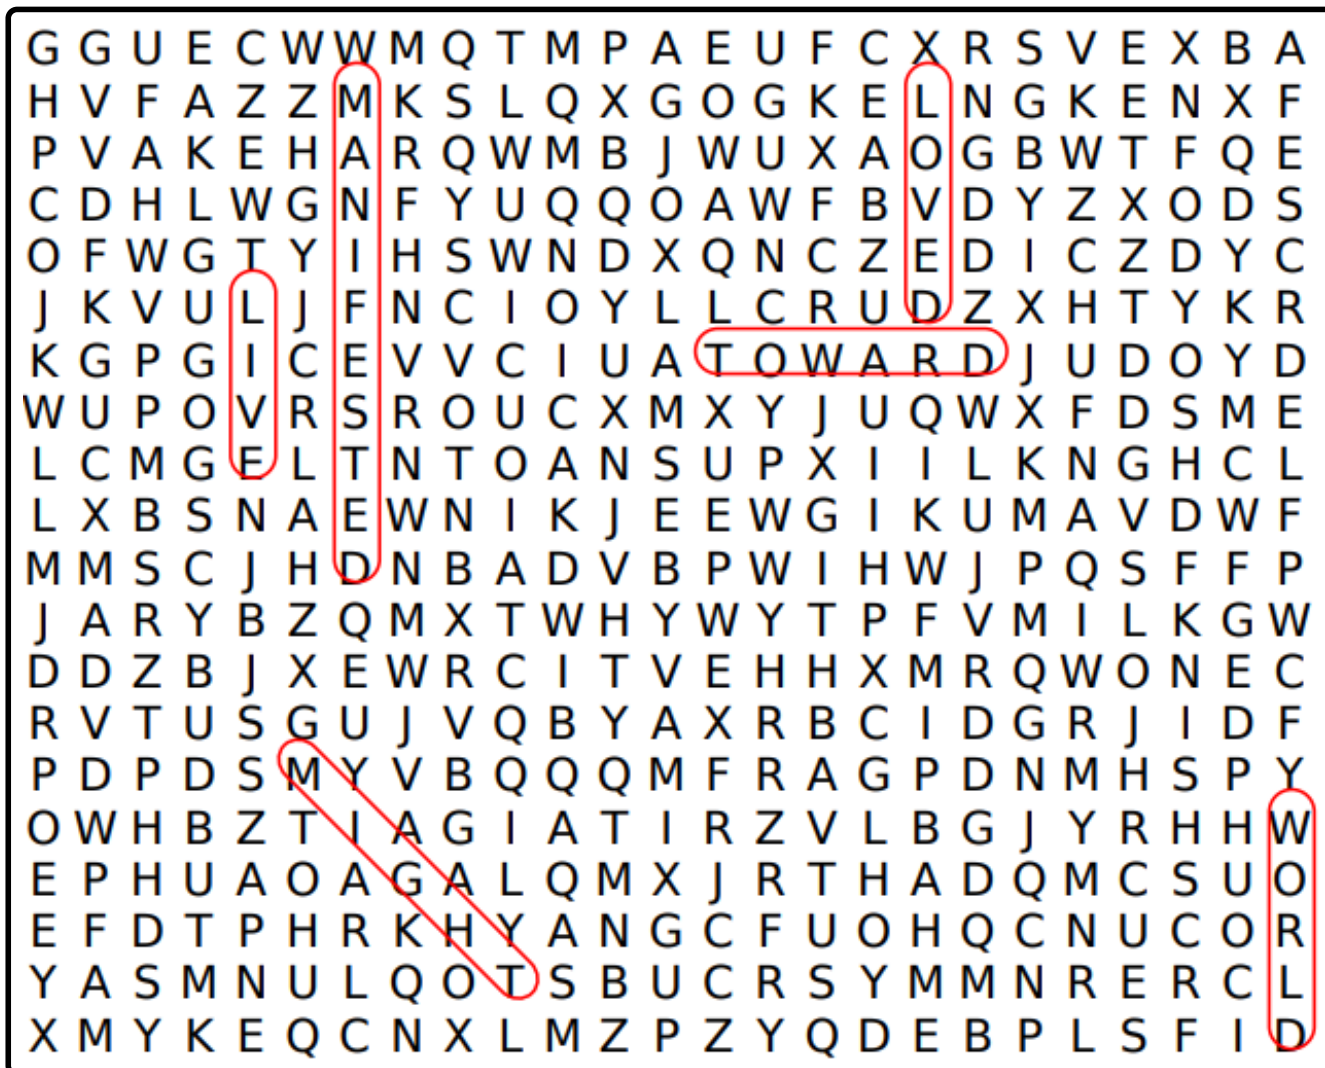 G G U E C W W M Q T M P A E U F C X R S V E X B A
H V F A Z Z M K S L Q X G O G K E L N G K E N X F
P V A K E H A R Q W M B J W U X A O G B W T F Q E
C D H L W G N F Y U Q Q O A W F B V D Y Z X O D S
O F W G T Y I H S W N D X Q N C Z E D I C Z D Y C
J K V U L J F N C I O Y L L C R U D Z X H T Y K R
K G P G I C E V V C I U A T O W A R D J U D O Y D
W U P O V R S R O U C X M X Y J U Q W X F D S M E
L C M G E L T N T O A N S U P X I I L K N G H C L
L X B S N A E W N I K J E E W G I K U M A V D W F
M M S C J H D N B A D V B P W I H W J P Q S F F P
J A R Y B Z Q M X T W H Y W Y T P F V M I L K G W
D D Z B J X E W R C I T V E H H X M R Q W O N E C
R V T U S G U J V Q B Y A X R B C I D G R J I D F
P D P D S M Y V B Q Q Q M F R A G P D N M H S P Y
O W H B Z T I A G I A T I R Z V L B G J Y R H H W
E P H U A O A G A L Q M X J R T H A D Q M C S U O
E F D T P H R K H Y A N G C F U O H Q C N U C O R
Y A S M N U L Q O T S B U C R S Y M M N R E R C L
X M Y K E Q C N X L M Z P Z Y Q D E B P L S F I D